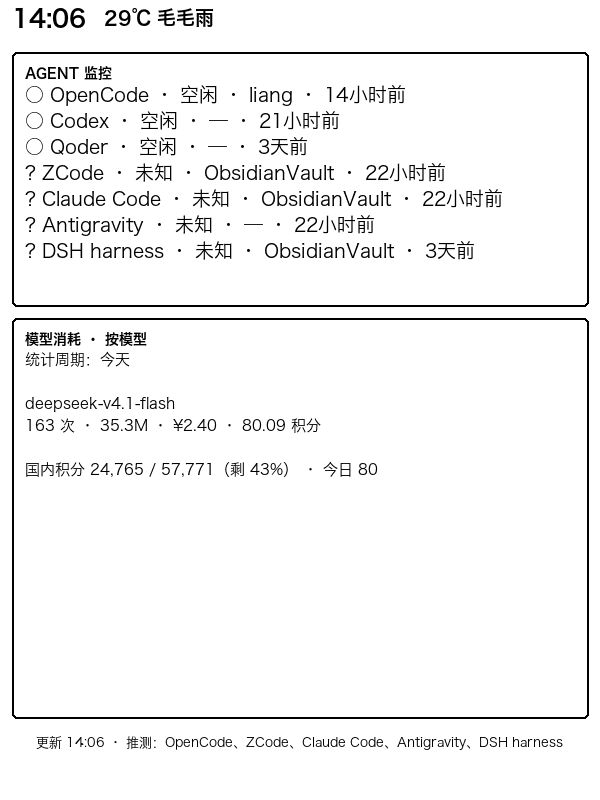 14:06 29℃ 毛毛雨
AGENT 监控
○ OpenCode · 空闲 · liang · 14小时前
○ Codex · 空闲 · — · 21小时前
○ Qoder · 空闲 · — · 3天前
? ZCode · 未知 · ObsidianVault · 22小时前
? Claude Code · 未知 · ObsidianVault · 22小时前
? Antigravity · 未知 · — · 22小时前
? DSH harness · 未知 · ObsidianVault · 3天前
模型消耗 · 按模型
统计周期：今天
deepseek-v4.1-flash
163 次 · 35.3M · ¥2.40 · 80.09 积分
国内积分 24,765 / 57,771（剩 43%） · 今日 80
更新 14:06 · 推测：OpenCode、ZCode、Claude Code、Antigravity、DSH harness